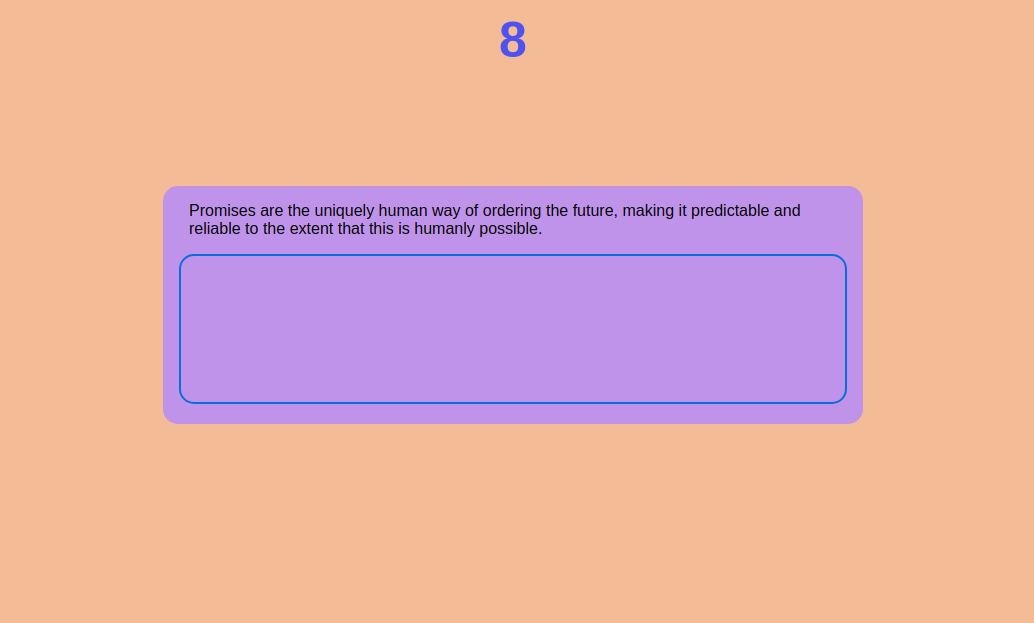 8
Promises are the uniquely human way of ordering the future, making it predictable and
reliable to the extent that this is humanly possible.